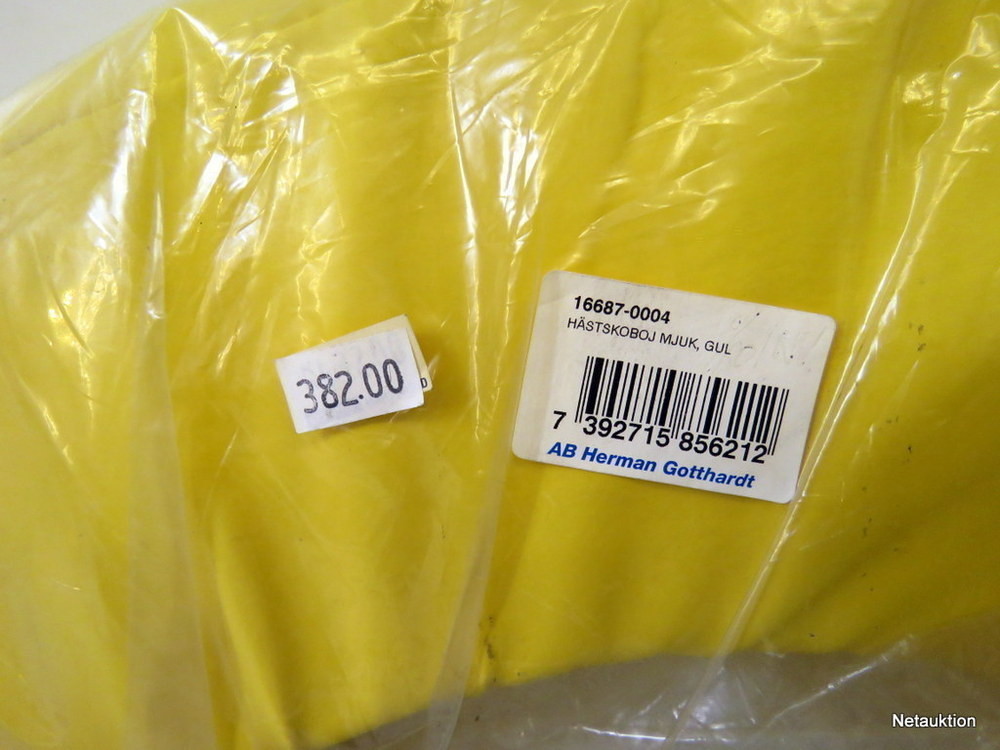 16687-0004
HÄSTSKOBOJ MJUK, GUL
382.00
7 392715 856212
AB Herman Gotthardt
Netauktion